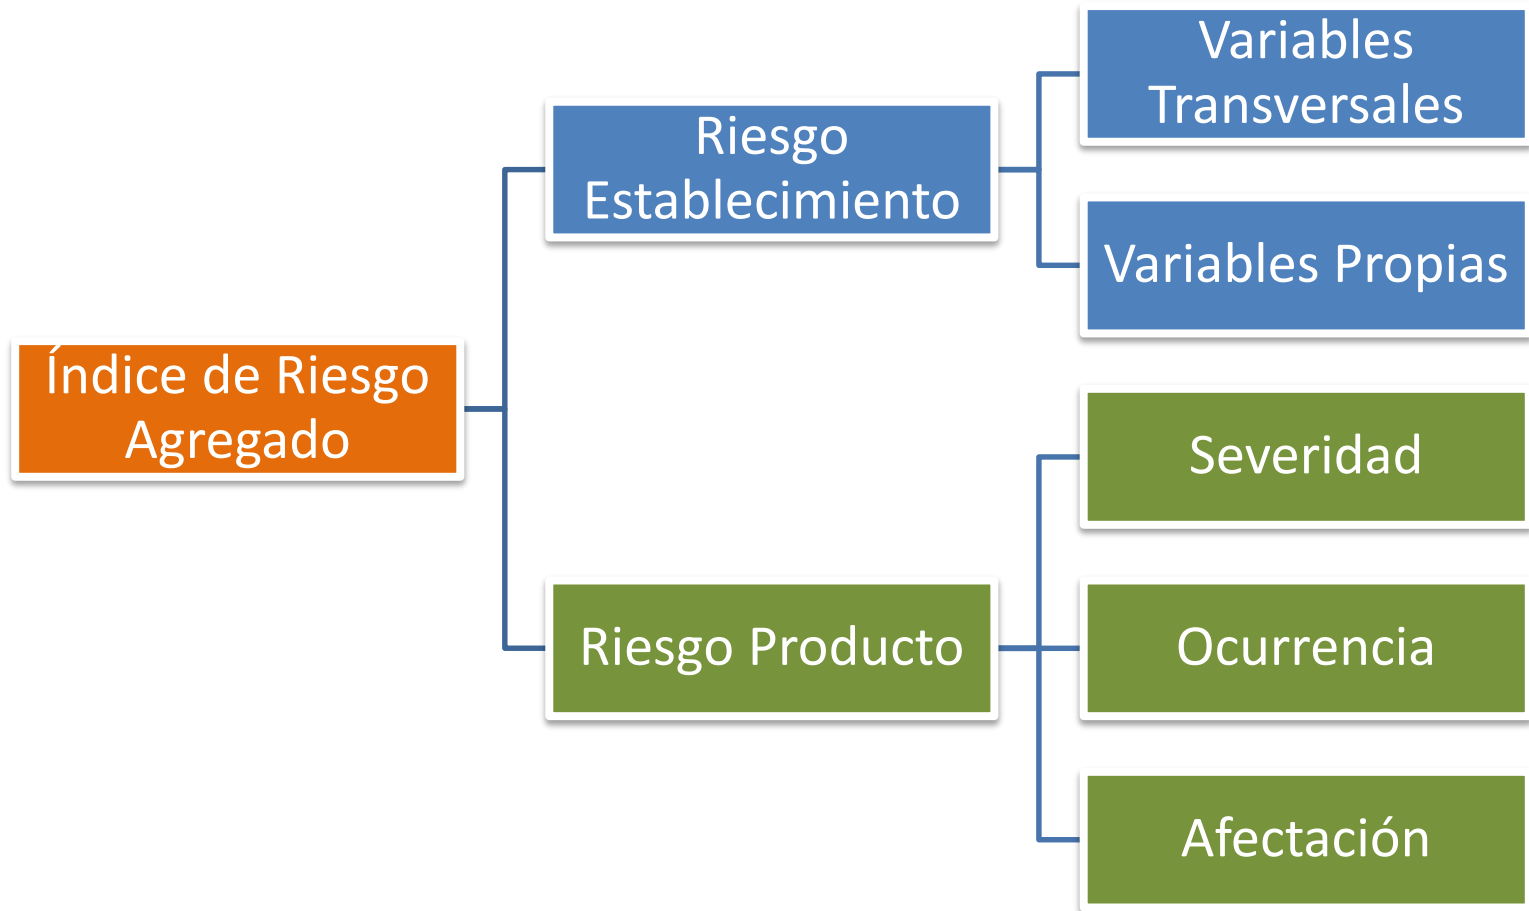 Índice de Riesgo
Agregado
Riesgo
Establecimiento
Variables
Transversales
Variables Propias
Riesgo Producto
Severidad
Ocurrencia
Afectación